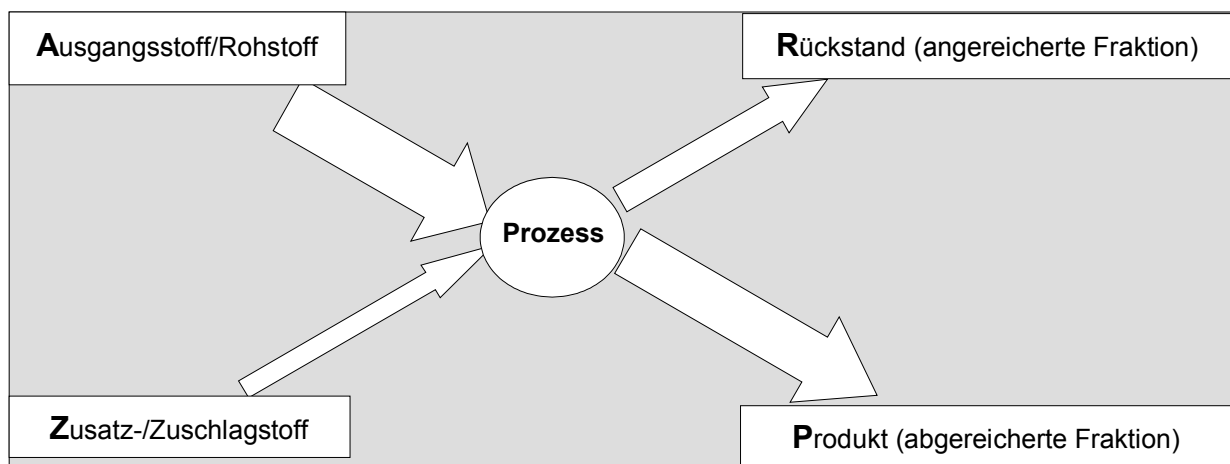 Ausgangsstoff/Rohstoff
Rückstand (angereicherte Fraktion)
Prozess
Zusatz-/Zuschlagstoff
Produkt (abgereicherte Fraktion)